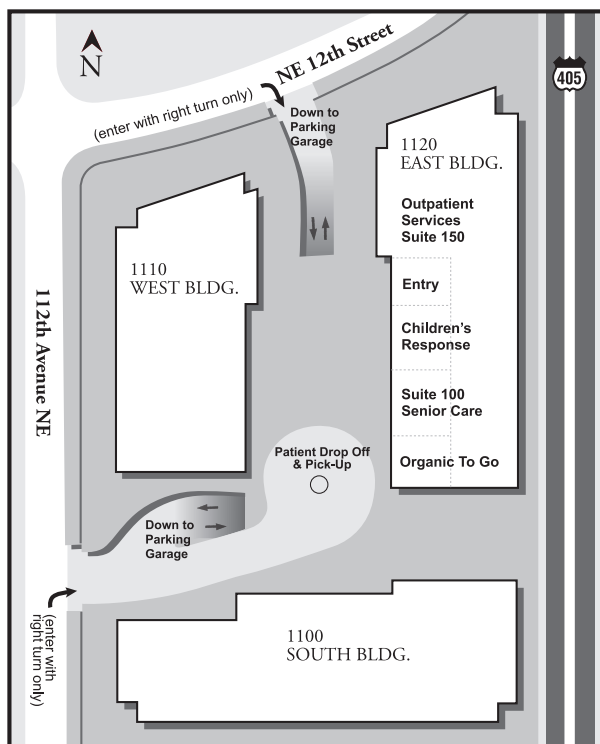 N
NE 12th Street
405
(enter with right turn only)
Down to
Parking
Garage
1120
EAST BLDG.
Outpatient
Services
Suite 150
1110
WEST BLDG.
Entry
112th Avenue NE
Children's
Response
Suite 100
Senior Care
Patient Drop Off
& Pick-Up
Organic To Go
Down to
Parking
Garage
(enter with
right turn only)
1100
SOUTH BLDG.